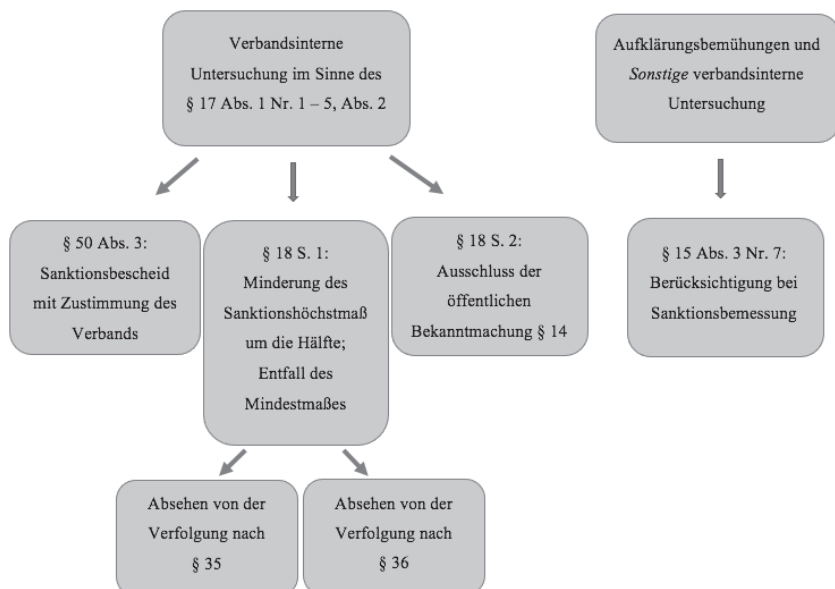 Verbandsinterne
Untersuchung im Sinne des
§ 17 Abs. 1 Nr. 1 – 5, Abs. 2
Aufklärungsbemühungen und
Sonstige verbandsinterne
Untersuchung
§ 50 Abs. 3:
Sanktionsbescheid
mit Zustimmung des
Verbands
§ 18 S. 1:
Minderung des
Sanktionshöchstmaß
um die Hälfte;
Entfall des
Mindestmaßes
§ 18 S. 2:
Ausschluss der
öffentlichen
Bekanntmachung § 14
§ 15 Abs. 3 Nr. 7:
Berücksichtigung bei
Sanktionsbemessung
Absehen von der
Verfolgung nach
§ 35
Absehen von der
Verfolgung nach
§ 36